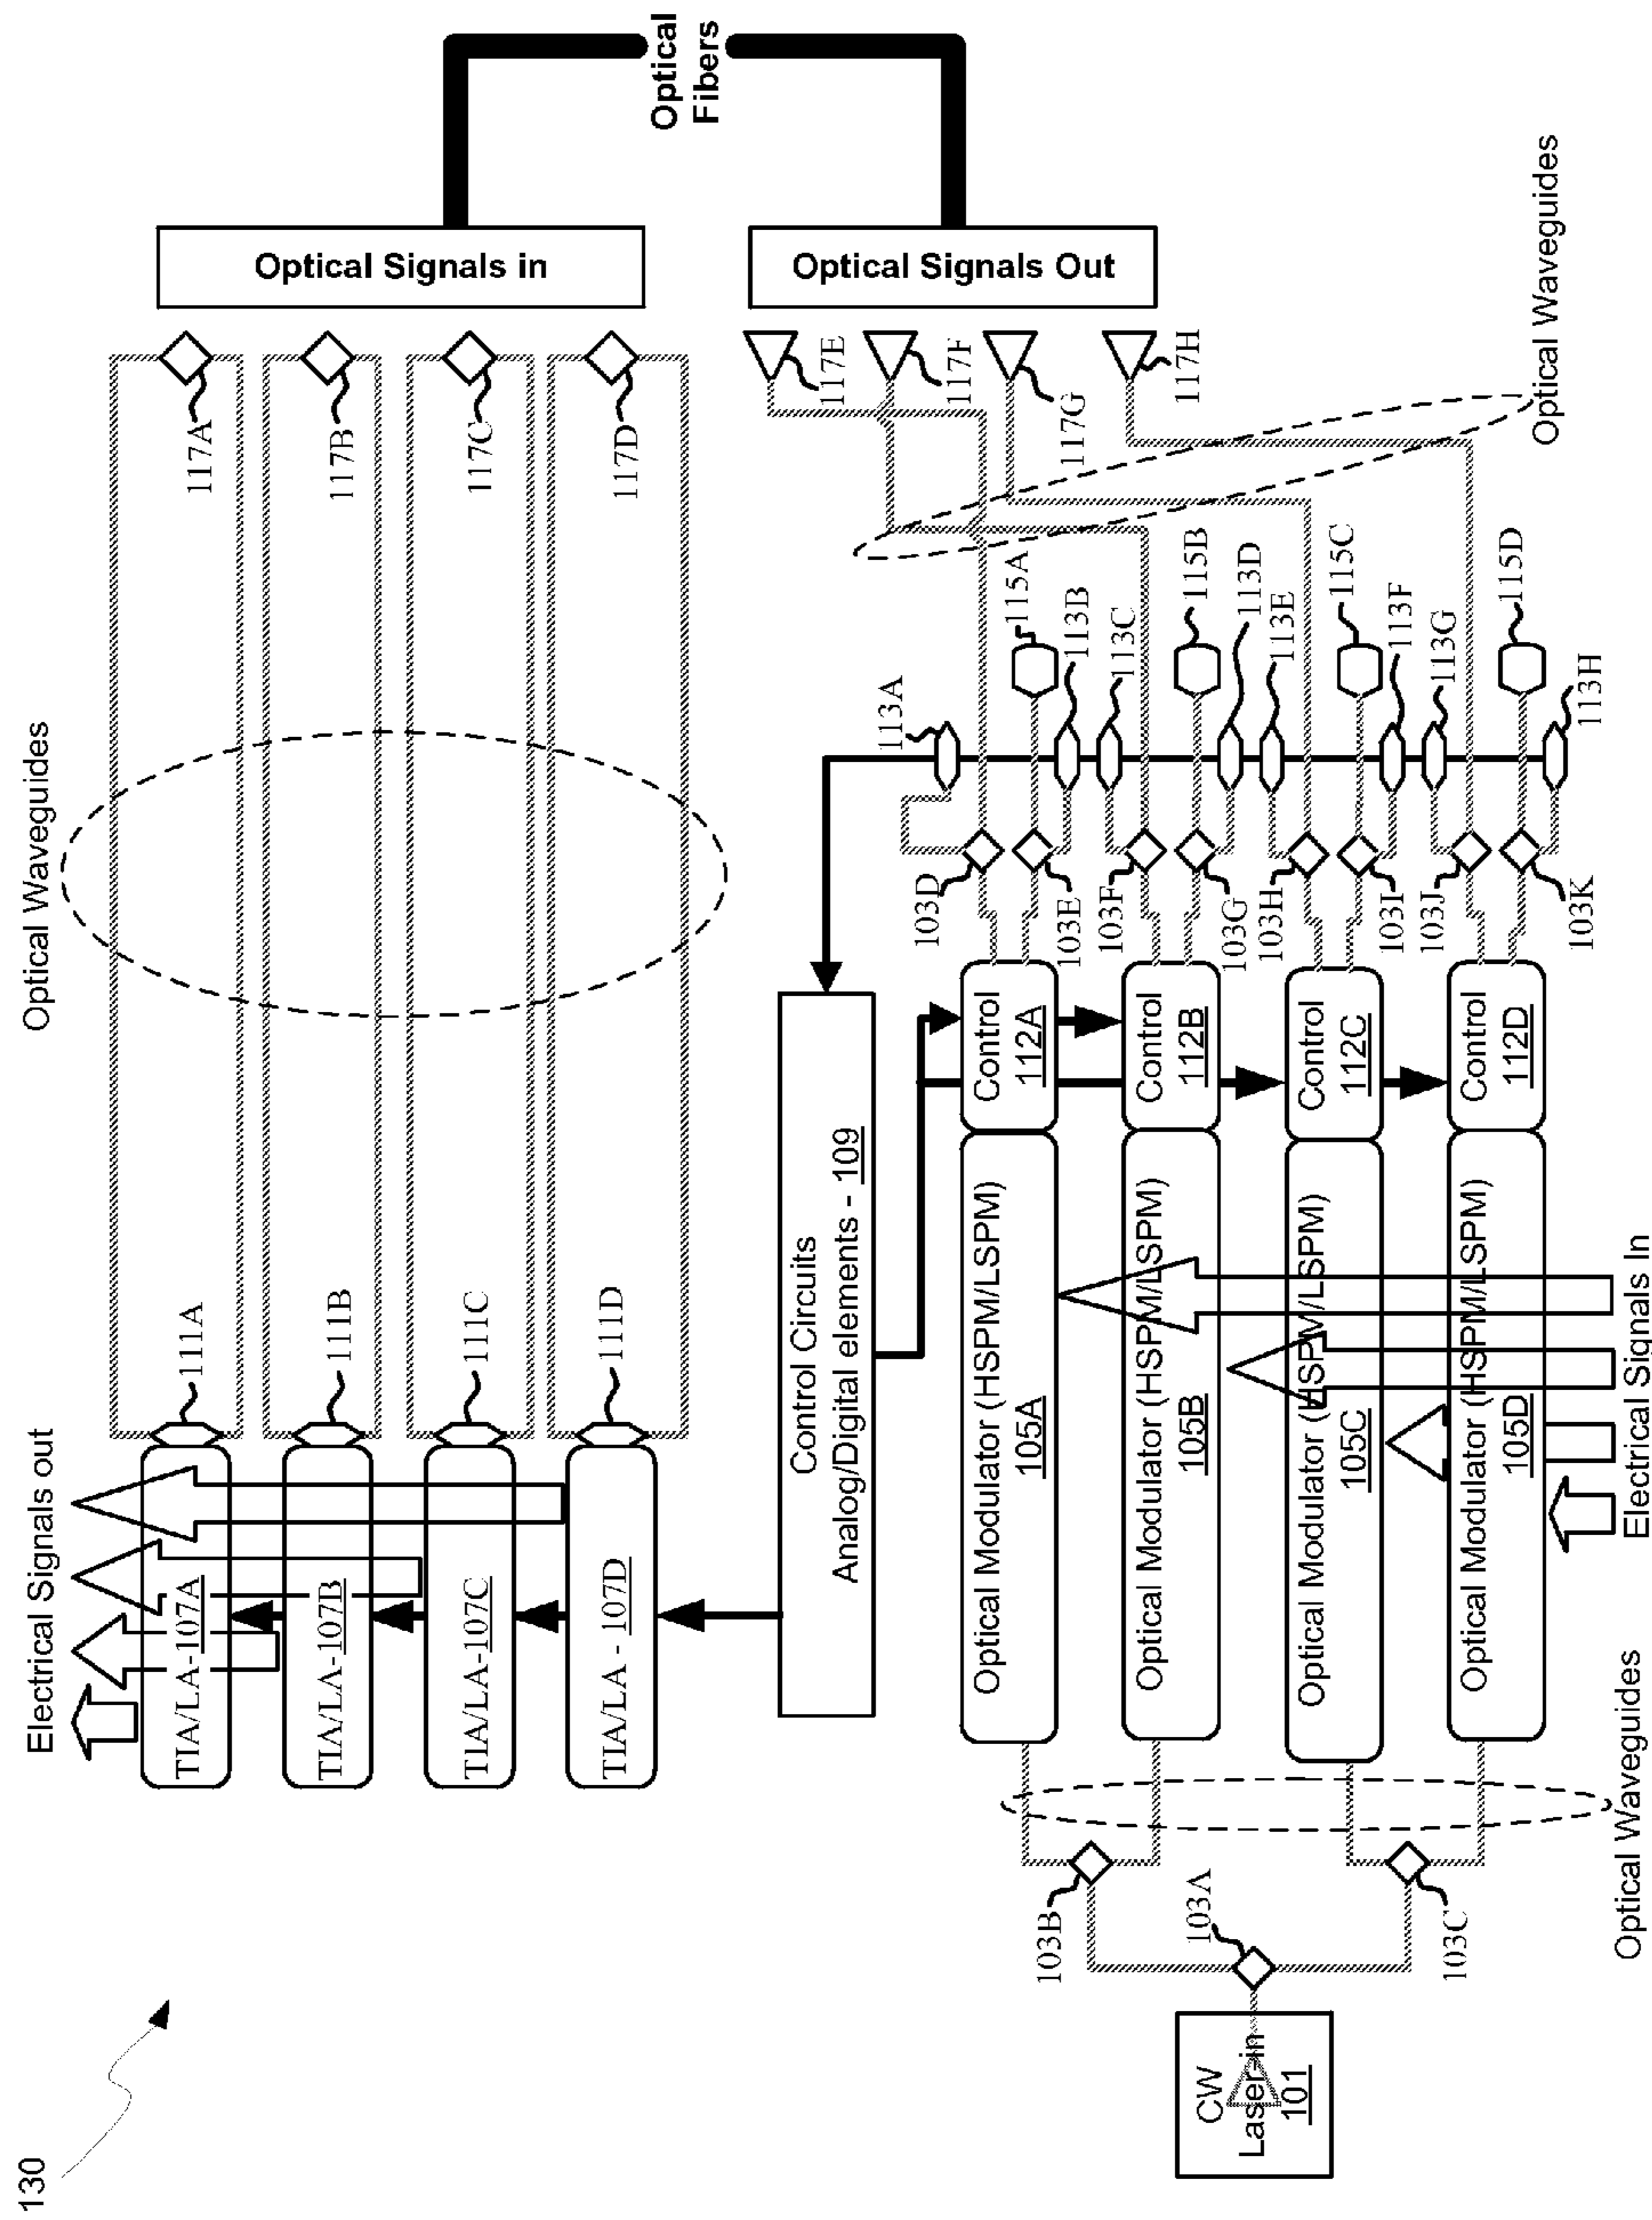 130
Electrical Signals out
Optical Waveguides
TIA/LA-107A
TIA/LA-107B
TIA/LA-107C
TIA/LA - 107D
111A
111B
111C
111D
117A
117B
117C
117D
Optical Signals in
Optical
Fibers
Optical Signals Out
117E
117F
117G
117H
Optical Waveguides
Control Circuits
Analog/Digital elements - 109
CW
Laser-in
101
103A
103B
103C
Optical Waveguides
Optical Modulator (HSPM/LSPM)
105A
Optical Modulator (HSPM/LSPM)
105B
Optical Modulator (HSPM/LSPM)
105C
Optical Modulator (HSPM/LSPM)
105D
Electrical Signals In
Control
112A
Control
112B
Control
112C
Control
112D
103D
103E
103F
103G
103H
103I
103J
103K
113A
113B
113C
113D
113E
113F
113G
113H
115A
115B
115C
115D